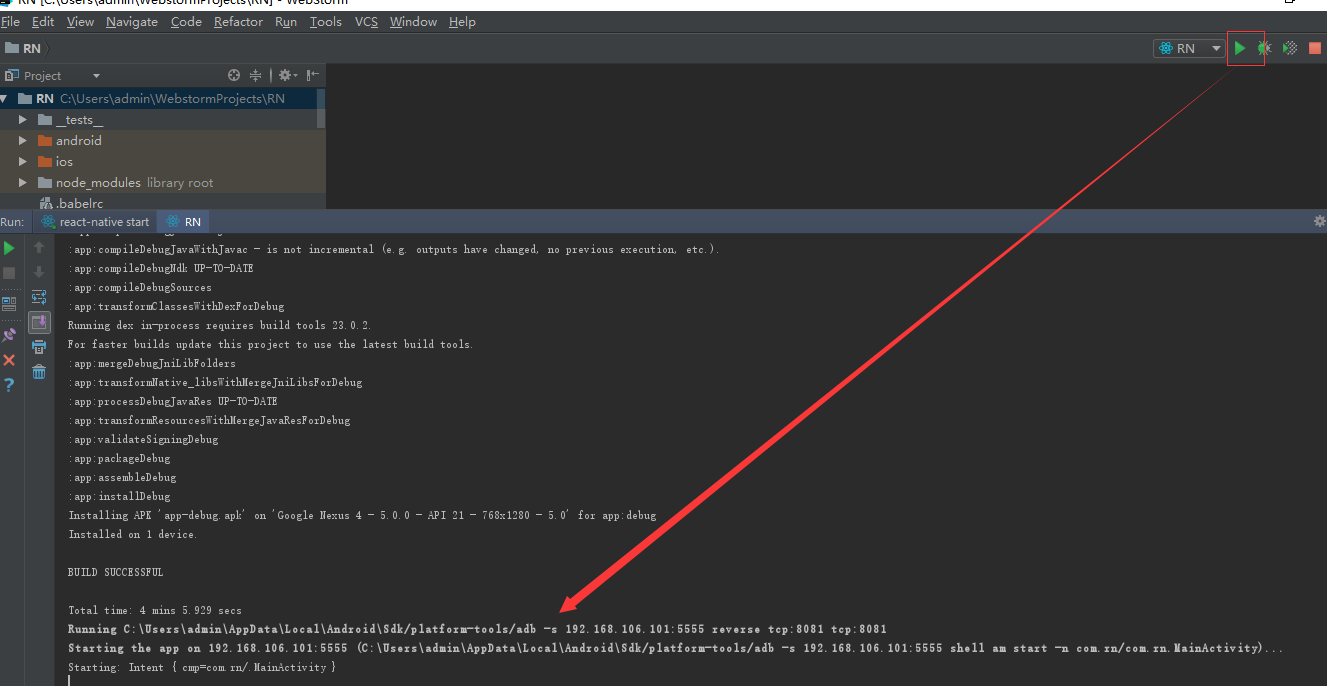 RN [C:\Users\admin\WebstormProjects\RN] - WebStorm
File Edit View Navigate Code Refactor Run Tools VCS Window Help
RN
RN
Project
RN C:\Users\admin\WebstormProjects\RN
__tests__
android
ios
node_modules library root
.babelrc
Run: react-native start RN
:app:compileDebugJavaWithJavac - is not incremental (e.g. outputs have changed, no previous execution, etc.).
:app:compileDebugNdk UP-TO-DATE
:app:compileDebugSources
:app:transformClassesWithDexForDebug
Running dex in-process requires build tools 23.0.2.
For faster builds update this project to use the latest build tools.
:app:mergeDebugJniLibFolders
:app:transformNative_libsWithMergeJniLibsForDebug
:app:processDebugJavaRes UP-TO-DATE
:app:transformResourcesWithMergeJavaResForDebug
:app:validateSigningDebug
:app:packageDebug
:app:assembleDebug
:app:installDebug
Installing APK 'app-debug.apk' on 'Google Nexus 4 - 5.0.0 - API 21 - 768x1280 - 5.0' for app:debug
Installed on 1 device.
BUILD SUCCESSFUL
Total time: 4 mins 5.929 secs
Running C:\Users\admin\AppData\Local\Android\Sdk/platform-tools/adb -s 192.168.106.101:5555 reverse tcp:8081 tcp:8081
Starting the app on 192.168.106.101:5555 (C:\Users\admin\AppData\Local\Android\Sdk/platform-tools/adb -s 192.168.106.101:5555 shell am start -n com.rn/com.rn.MainActivity)...
Starting: Intent { cmp=com.rn/.MainActivity }